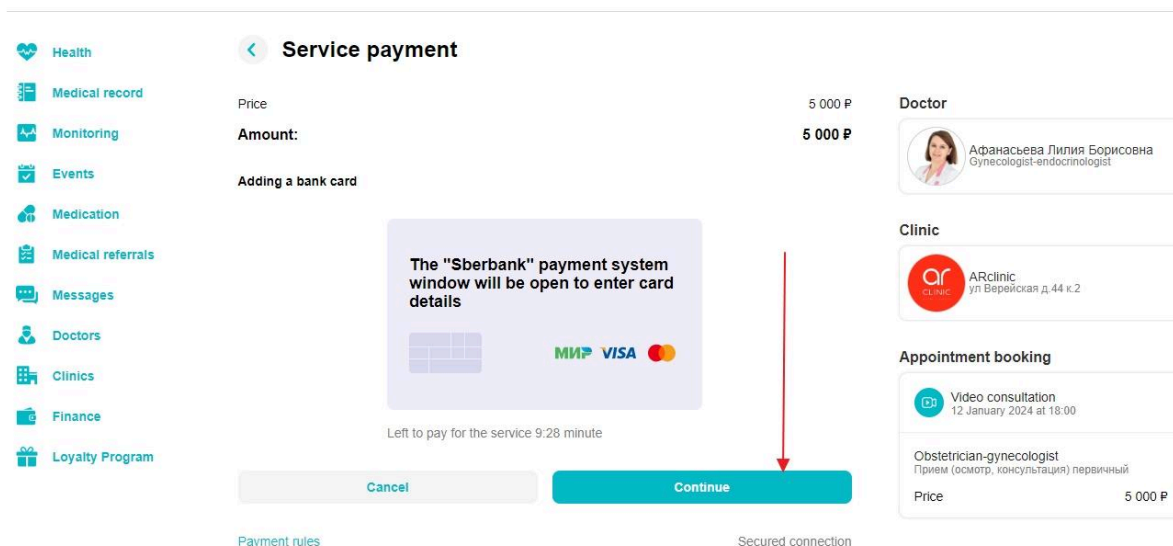 Health
Medical record
Monitoring
Events
Medication
Medical referrals
Messages
Doctors
Clinics
Finance
Loyalty Program
Service payment
Price 5 000 ₽
Amount: 5 000 ₽
Adding a bank card
The "Sberbank" payment system
window will be open to enter card
details
МИР VISA
Left to pay for the service 9:28 minute
Cancel Continue
Payment rules Secured connection
Doctor
Афанасьева Лилия Борисовна
Gynecologist-endocrinologist
Clinic
ar
CLINIC
ARclinic
ул Верейская д.44 к.2
Appointment booking
Video consultation
12 January 2024 at 18:00
Obstetrician-gynecologist
Прием (осмотр, консультация) первичный
Price 5 000 ₽